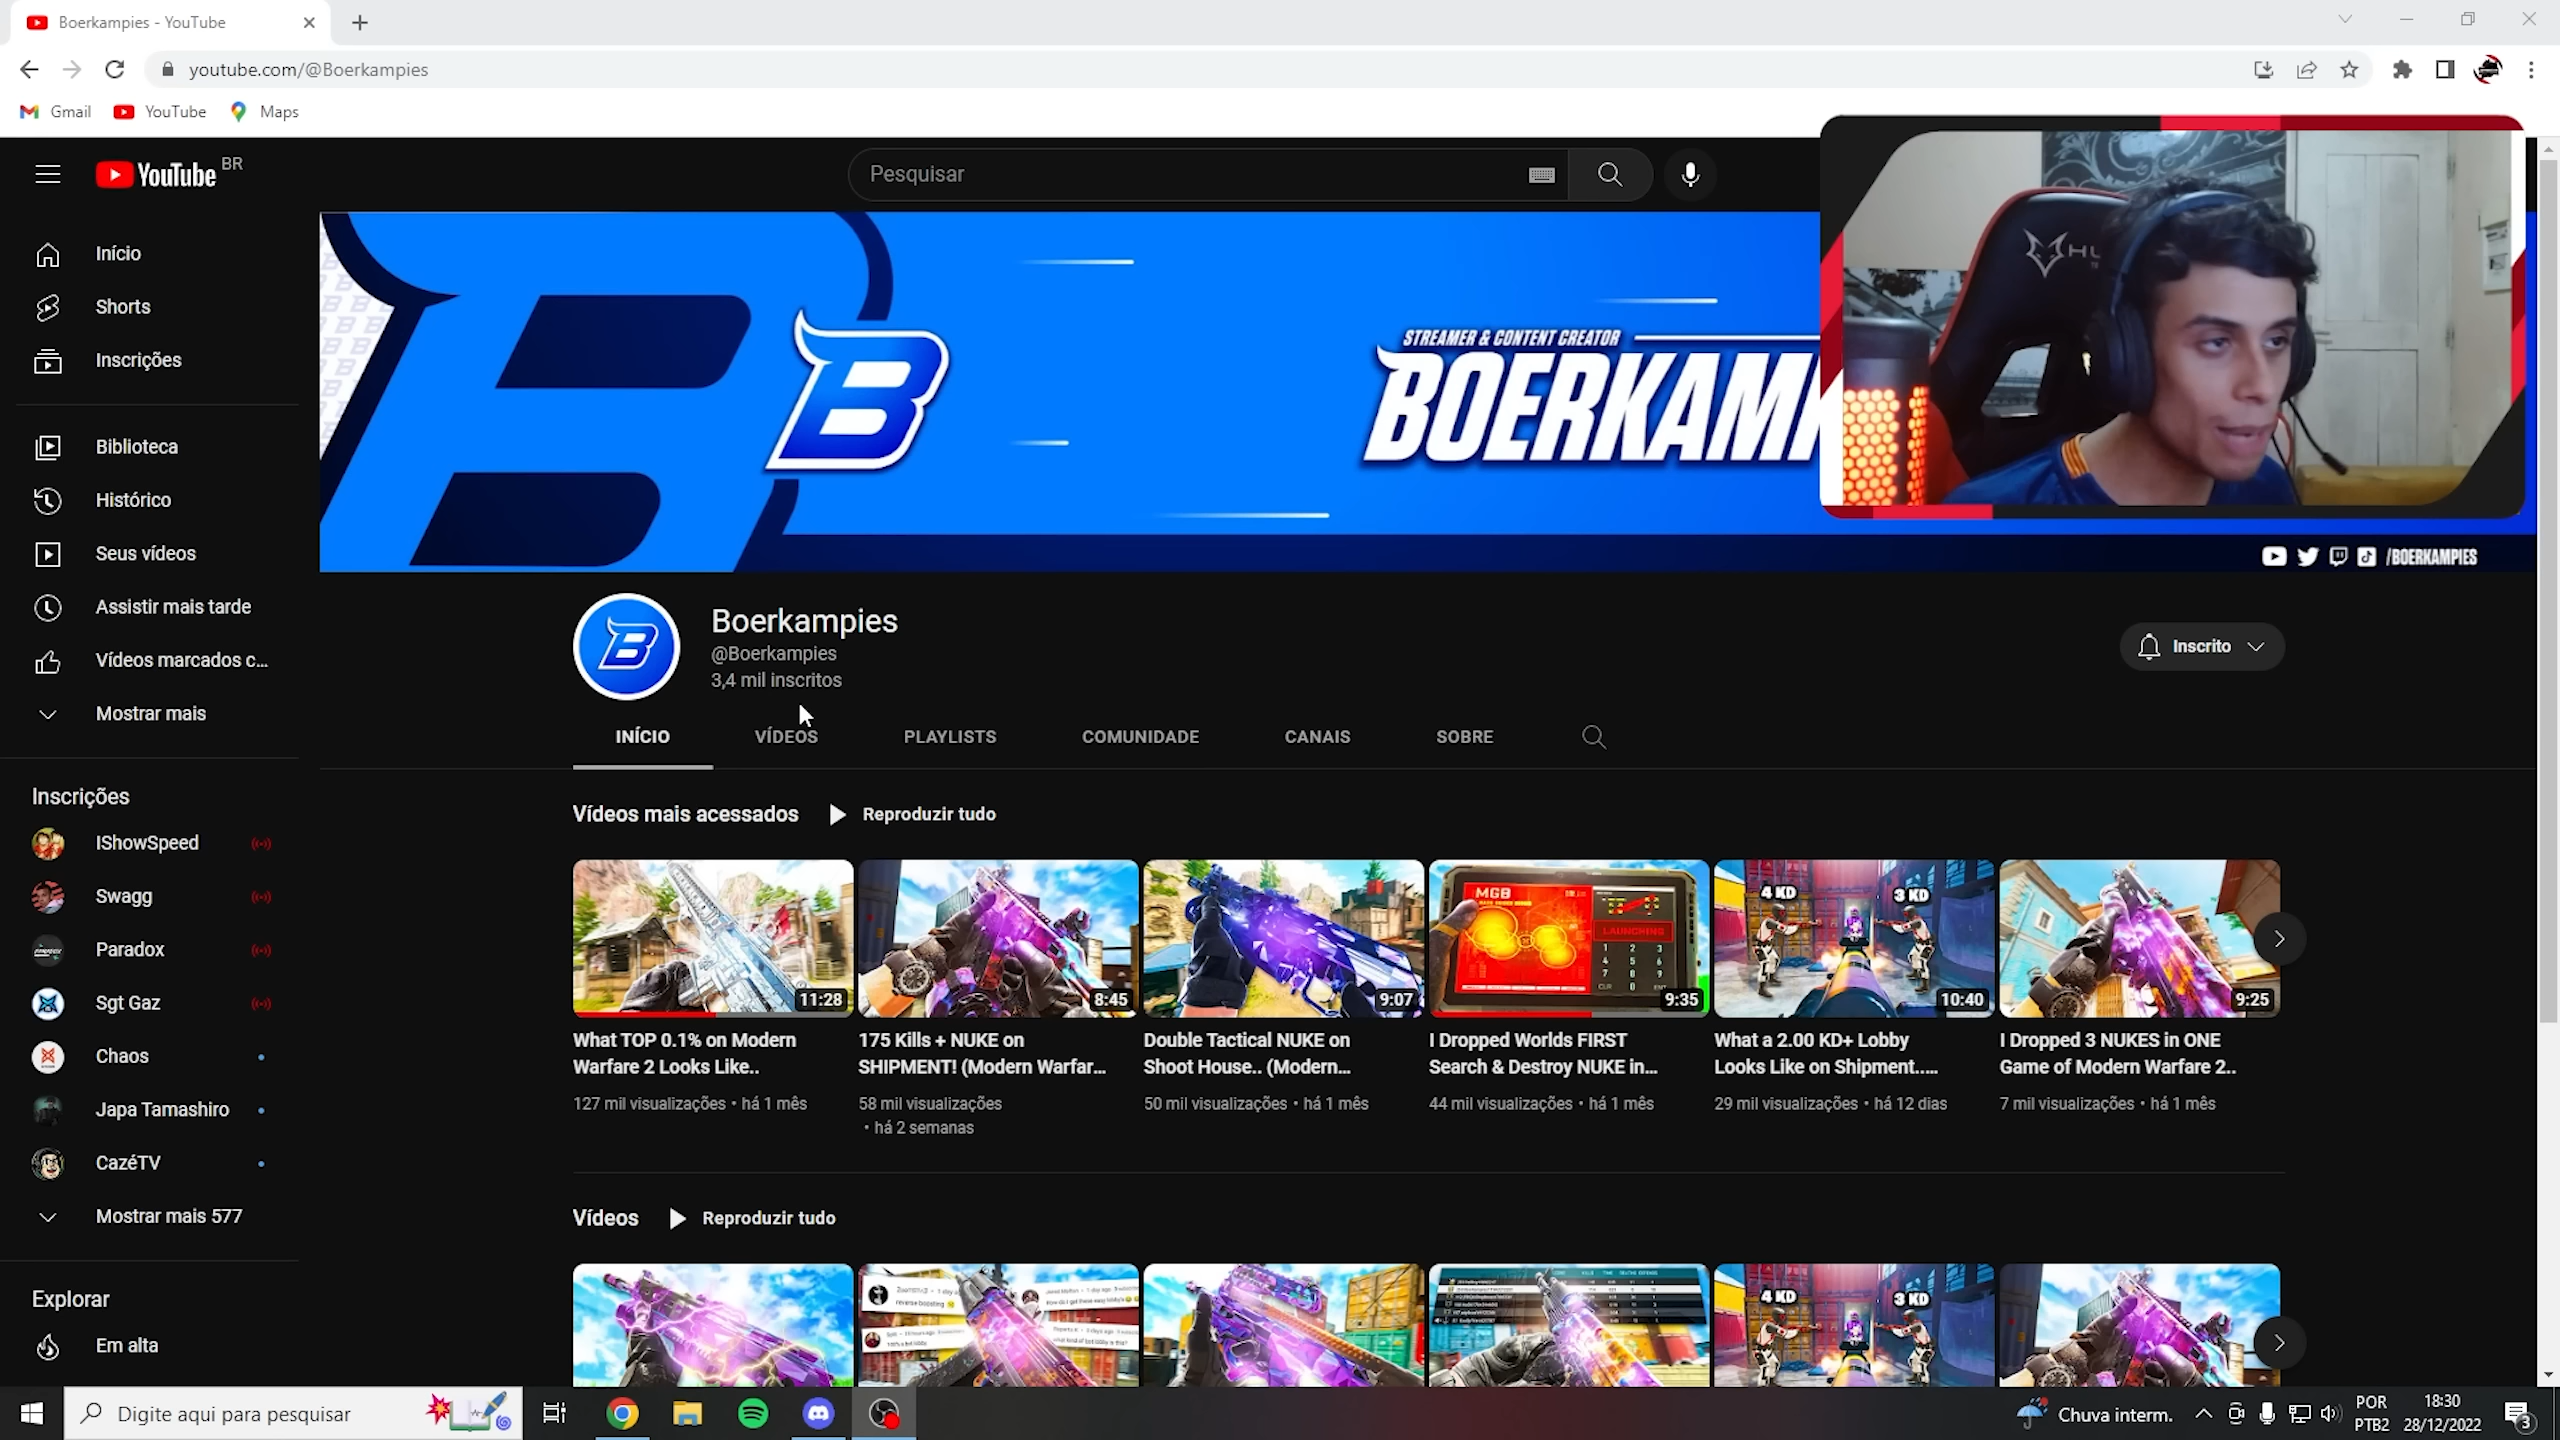 Boerkampies - YouTube
youtube.com/@Boerkampies
Gmail
YouTube
Maps
YouTube BR
Pesquisar
Início
Shorts
Inscrições
Biblioteca
Histórico
Seus vídeos
Assistir mais tarde
Vídeos marcados c...
Mostrar mais
Inscrições
IShowSpeed
Swagg
Paradox
Sgt Gaz
Chaos
Japa Tamashiro
CazéTV
Mostrar mais 577
Explorar
Em alta
STREAMER & CONTENT CREATOR
BOERKAM
/BOERKAMPIES
Boerkampies
@Boerkampies
3,4 mil inscritos
Inscrito
INÍCIO
VÍDEOS
PLAYLISTS
COMUNIDADE
CANAIS
SOBRE
Vídeos mais acessados
Reproduzir tudo
11:28
8:45
9:07
MGB
LAUNCHING
9:35
4 KD
3 KD
10:40
9:25
What TOP 0.1% on Modern
Warfare 2 Looks Like..
127 mil visualizações • há 1 mês
175 Kills + NUKE on
SHIPMENT! (Modern Warfar...
58 mil visualizações
• há 2 semanas
Double Tactical NUKE on
Shoot House.. (Modern...
50 mil visualizações • há 1 mês
I Dropped Worlds FIRST
Search & Destroy NUKE in...
44 mil visualizações • há 1 mês
What a 2.00 KD+ Lobby
Looks Like on Shipment.....
29 mil visualizações • há 12 dias
I Dropped 3 NUKES in ONE
Game of Modern Warfare 2..
7 mil visualizações • há 1 mês
Vídeos
Reproduzir tudo
4 KD
3 KD
Digite aqui para pesquisar
Chuva interm.
POR
PTB2
18:30
28/12/2022
3